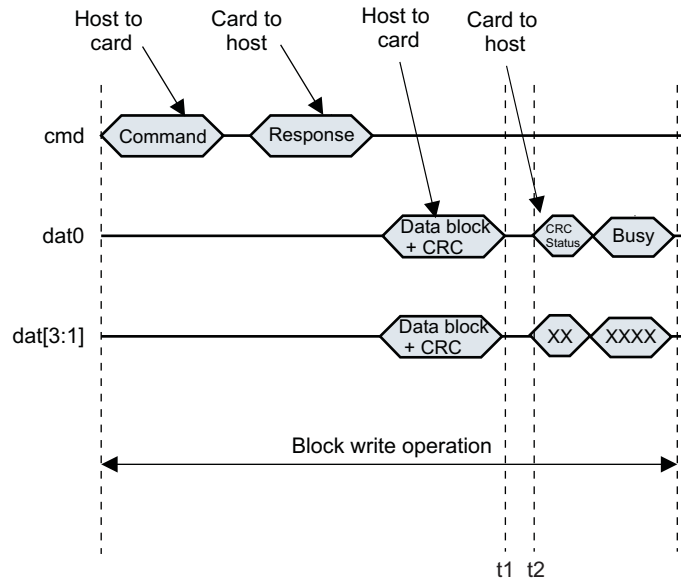 Host to
card
Card to
host
Host to
card
Card to
host
cmd
Command
Response
dat0
Data block
+ CRC
CRC
Status
Busy
dat[3:1]
Data block
+ CRC
XX
XXXX
Block write operation
t1
t2